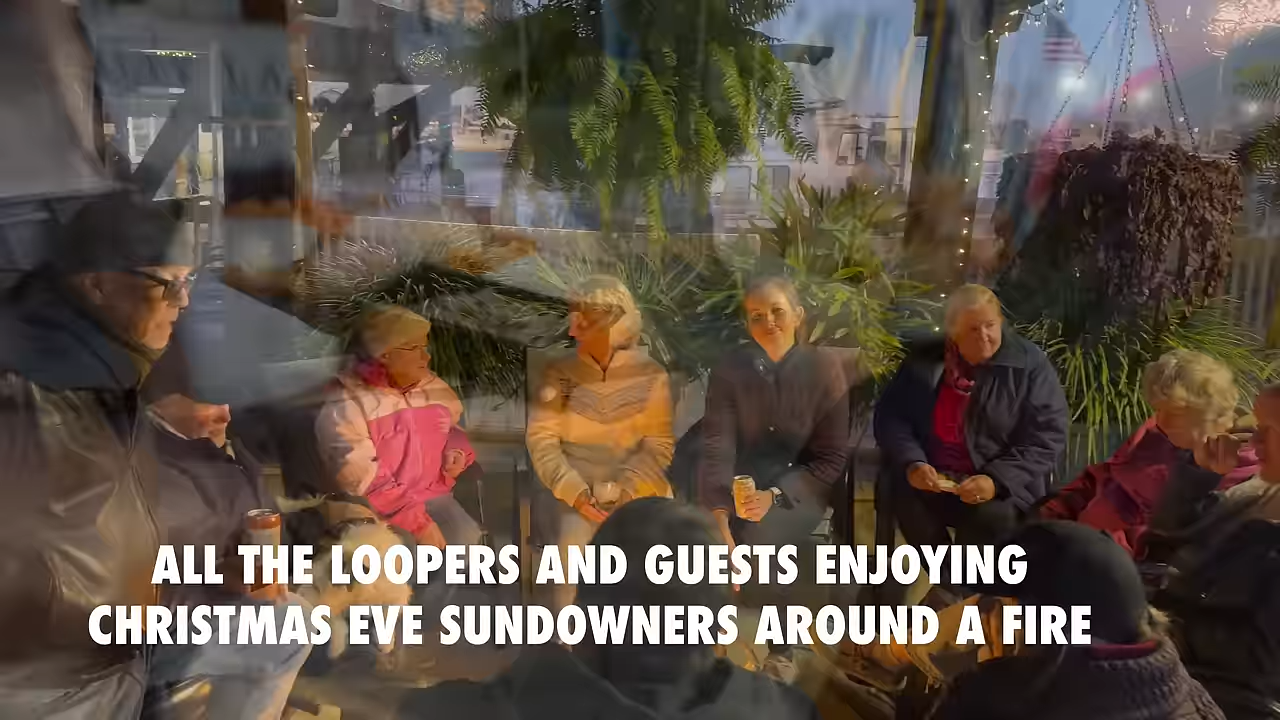 ALL THE LOOPERS AND GUESTS ENJOYING
CHRISTMAS EVE SUNDOWNERS AROUND A FIRE